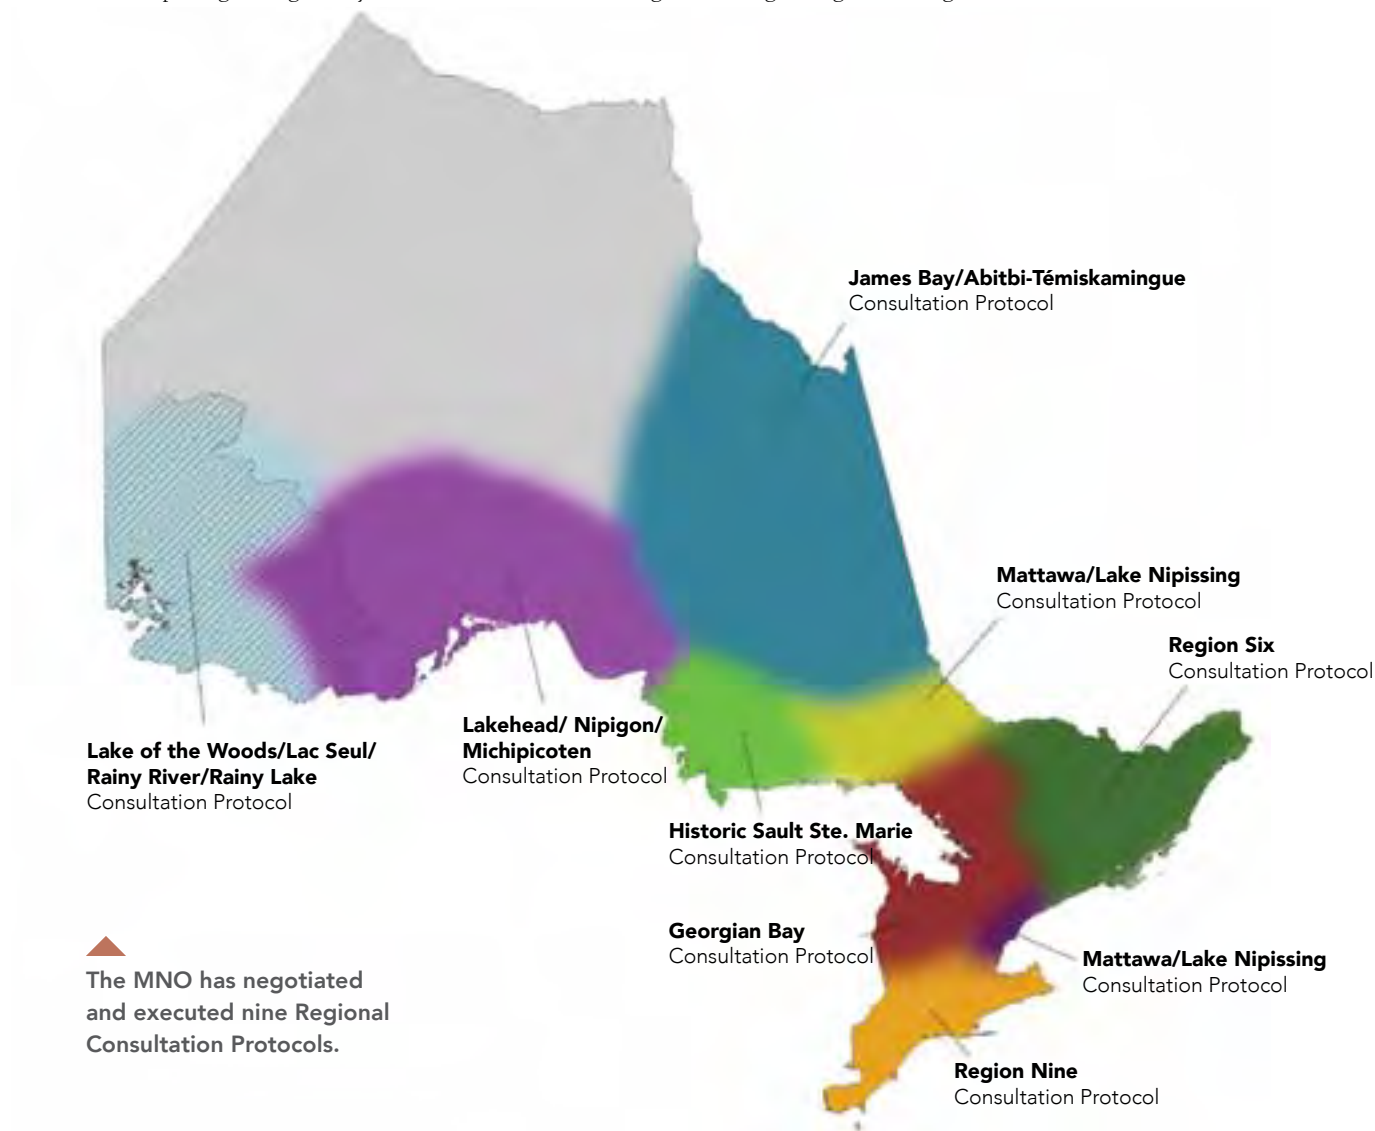 James Bay/Abitbi-Témiskamingue
Consultation Protocol
Mattawa/Lake Nipissing
Consultation Protocol
Region Six
Consultation Protocol
Lakehead/ Nipigon/
Michipicoten
Consultation Protocol
Lake of the Woods/Lac Seul/
Rainy River/Rainy Lake
Consultation Protocol
Historic Sault Ste. Marie
Consultation Protocol
Georgian Bay
Consultation Protocol
Mattawa/Lake Nipissing
Consultation Protocol
The MNO has negotiated
and executed nine Regional
Consultation Protocols.
Region Nine
Consultation Protocol